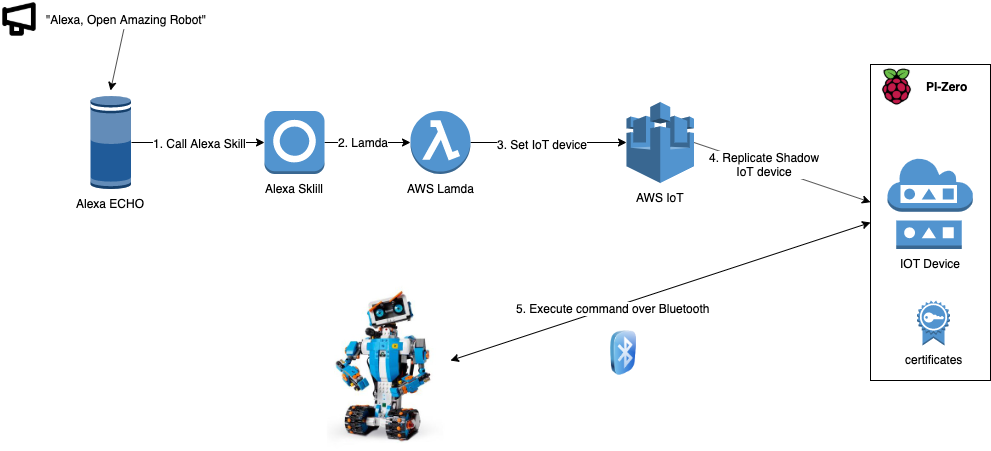 "Alexa, Open Amazing Robot"
PI-Zero
1. Call Alexa Skill
2. Lamda
3. Set IoT device
4. Replicate Shadow
IoT device
Alexa ECHO
Alexa Sklill
AWS Lamda
AWS IoT
IOT Device
5. Execute command over Bluetooth
certificates